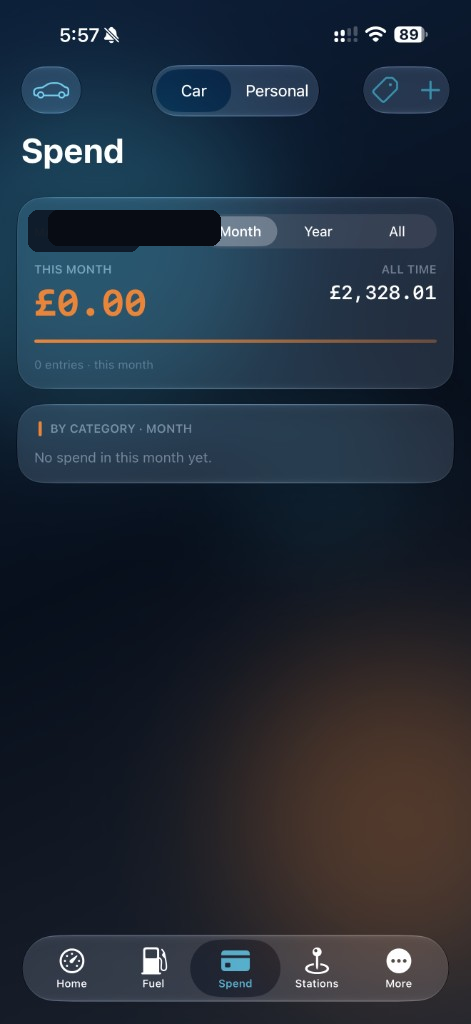 5:57
89
Car Personal
Spend
Month Year All
THIS MONTH ALL TIME
£0.00 £2,328.01
0 entries · this month
BY CATEGORY · MONTH
No spend in this month yet.
Home Fuel Spend Stations More